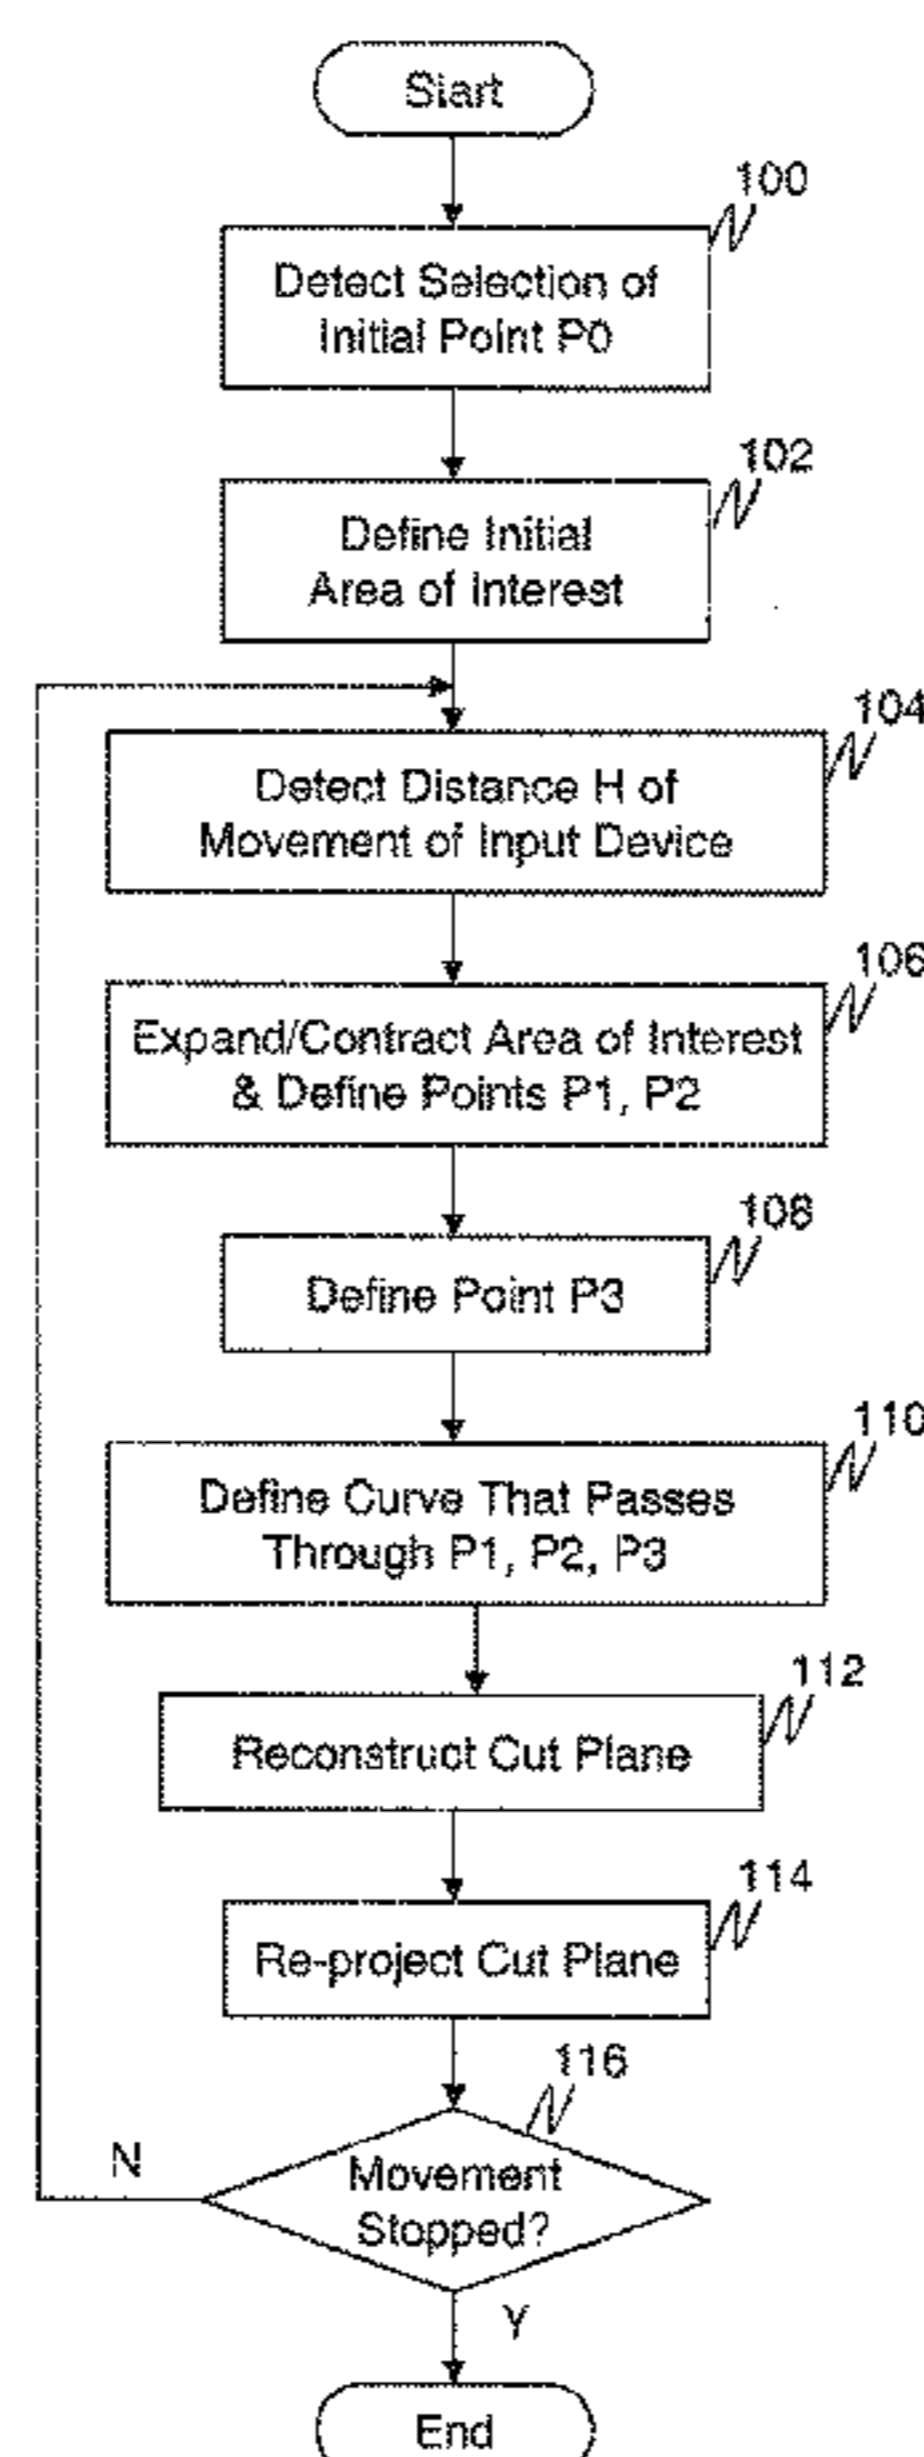 Start
100
Detect Selection of
Initial Point P0
102
Define Initial
Area of Interest
104
Detect Distance H of
Movement of Input Device
106
Expand/Contract Area of Interest
& Define Points P1, P2
108
Define Point P3
110
Define Curve That Passes
Through P1, P2, P3
112
Reconstruct Cut Plane
114
Re-project Cut Plane
116
Movement
Stopped?
N
Y
End